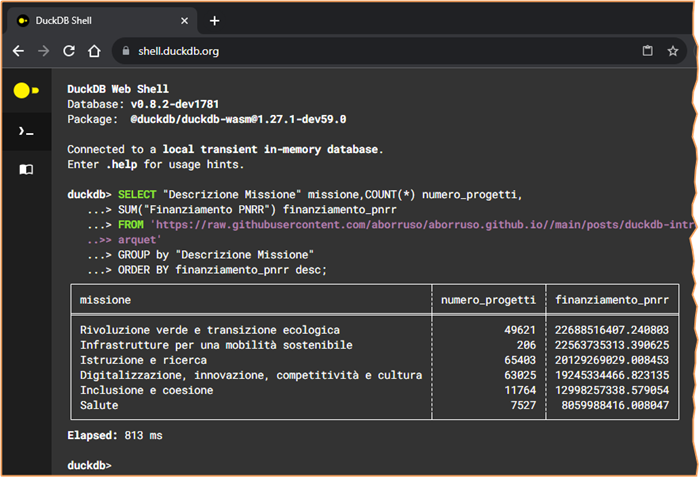 DuckDB Shell
shell.duckdb.org
DuckDB Web Shell
Database: v0.8.2-dev1781
Package:  @duckdb/duckdb-wasm@1.27.1-dev59.0
Connected to a local transient in-memory database.
Enter .help for usage hints.
duckdb> SELECT "Descrizione Missione" missione,COUNT(*) numero_progetti,
...> SUM("Finanziamento PNRR") finanziamento_pnrr
...> FROM 'https://raw.githubusercontent.com/aborruso/aborruso.github.io//main/posts/duckdb-intr
..>> arquet'
...> GROUP by "Descrizione Missione"
...> ORDER BY finanziamento_pnrr desc;
missione numero_progetti finanziamento_pnrr
Rivoluzione verde e transizione ecologica 49621 22688516407.240803
Infrastrutture per una mobilità sostenibile 206 22563735313.390625
Istruzione e ricerca 65403 20129269029.008453
Digitalizzazione, innovazione, competitività e cultura 63025 19245334466.823135
Inclusione e coesione 11764 12998257338.579054
Salute 7527 8059988416.008047
Elapsed: 813 ms
duckdb>